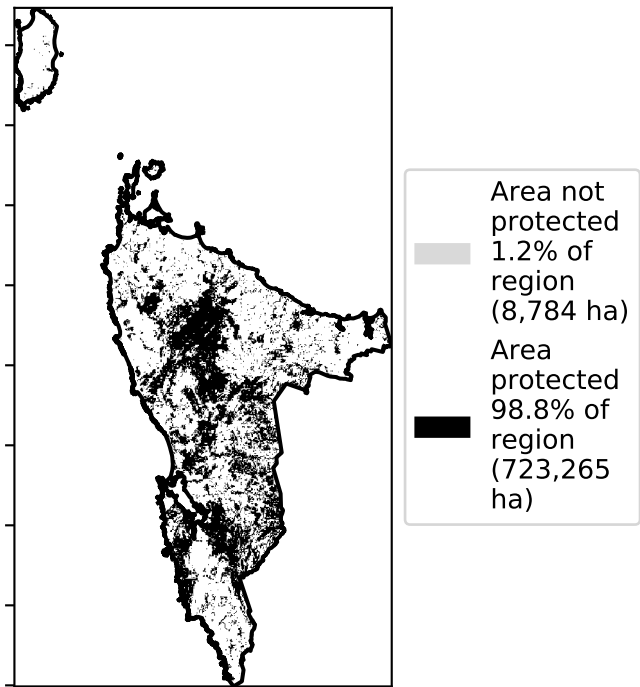 Area not
protected
1.2% of
region
(8,784 ha)
Area
protected
98.8% of
region
(723,265
ha)